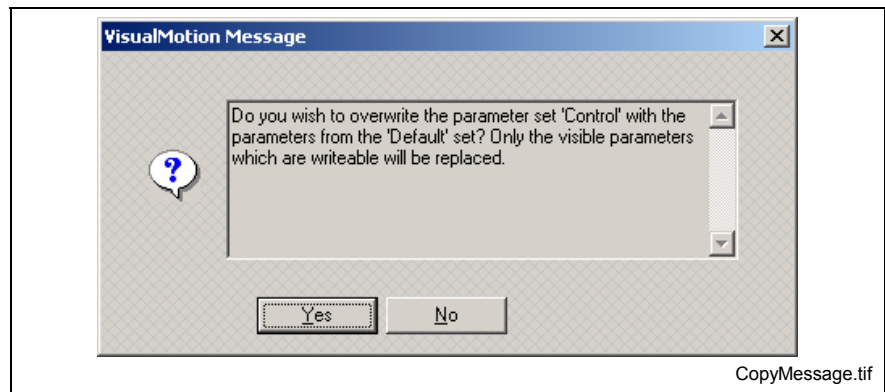 VisualMotion Message
Do you wish to overwrite the parameter set 'Control' with the
parameters from the 'Default' set? Only the visible parameters
which are writeable will be replaced.
?
Yes
No
CopyMessage.tif